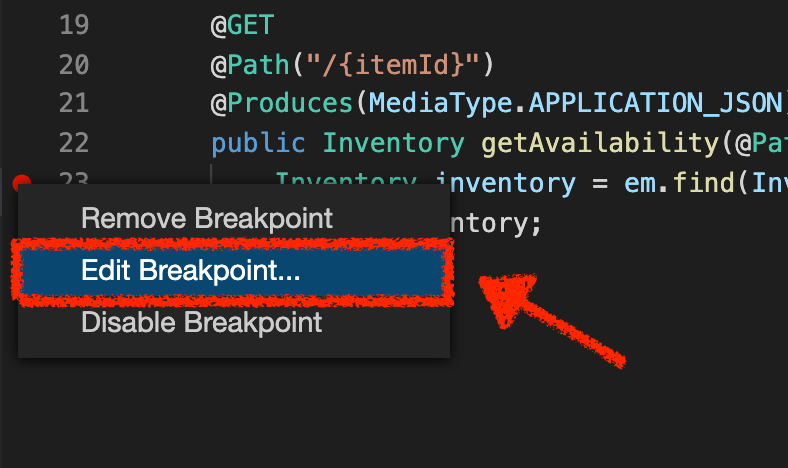 19 @GET
20 @Path("/{itemId}")
21 @Produces(MediaType.APPLICATION_JSON)
22 public Inventory getAvailability(@Pat
23 Inventory inventory = em.find(Inv
ntory;
Remove Breakpoint
Edit Breakpoint...
Disable Breakpoint